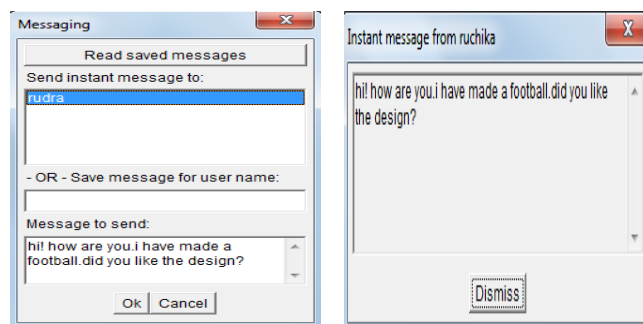 Messaging
Read saved messages
Send instant message to:
rudra
- OR - Save message for user name:
Message to send:
hi! how are you.i have made a
football.did you like the design?
Ok
Cancel
Instant message from ruchika
hi! how are you.i have made a football.did you like
the design?
Dismiss